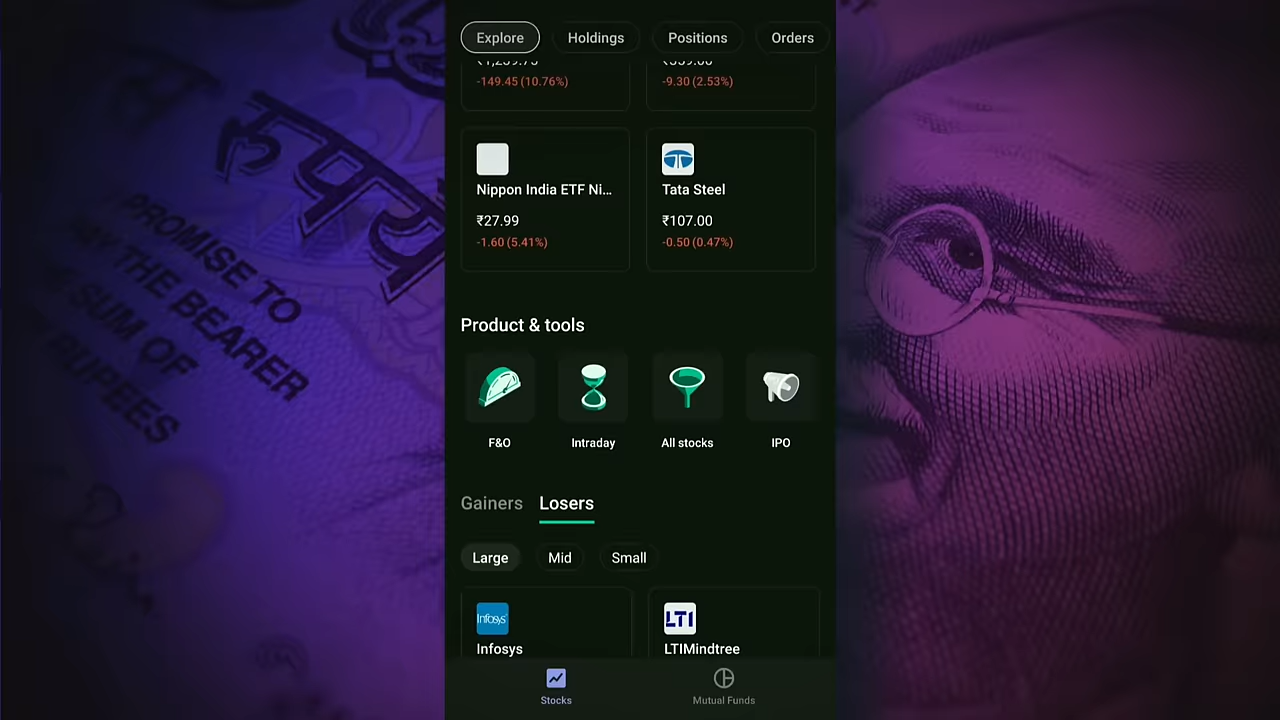 रुपये
PROMISE TO
PAY THE BEARER
SUM OF
RUPEES
Explore
Holdings
Positions
Orders
-149.45 (10.76%)
-9.30 (2.53%)
Nippon India ETF Ni...
₹27.99
-1.60 (5.41%)
Tata Steel
₹107.00
-0.50 (0.47%)
Product & tools
F&O
Intraday
All stocks
IPO
Gainers
Losers
Large
Mid
Small
Infosys
Infosys
LTI
LTIMindtree
Stocks
Mutual Funds